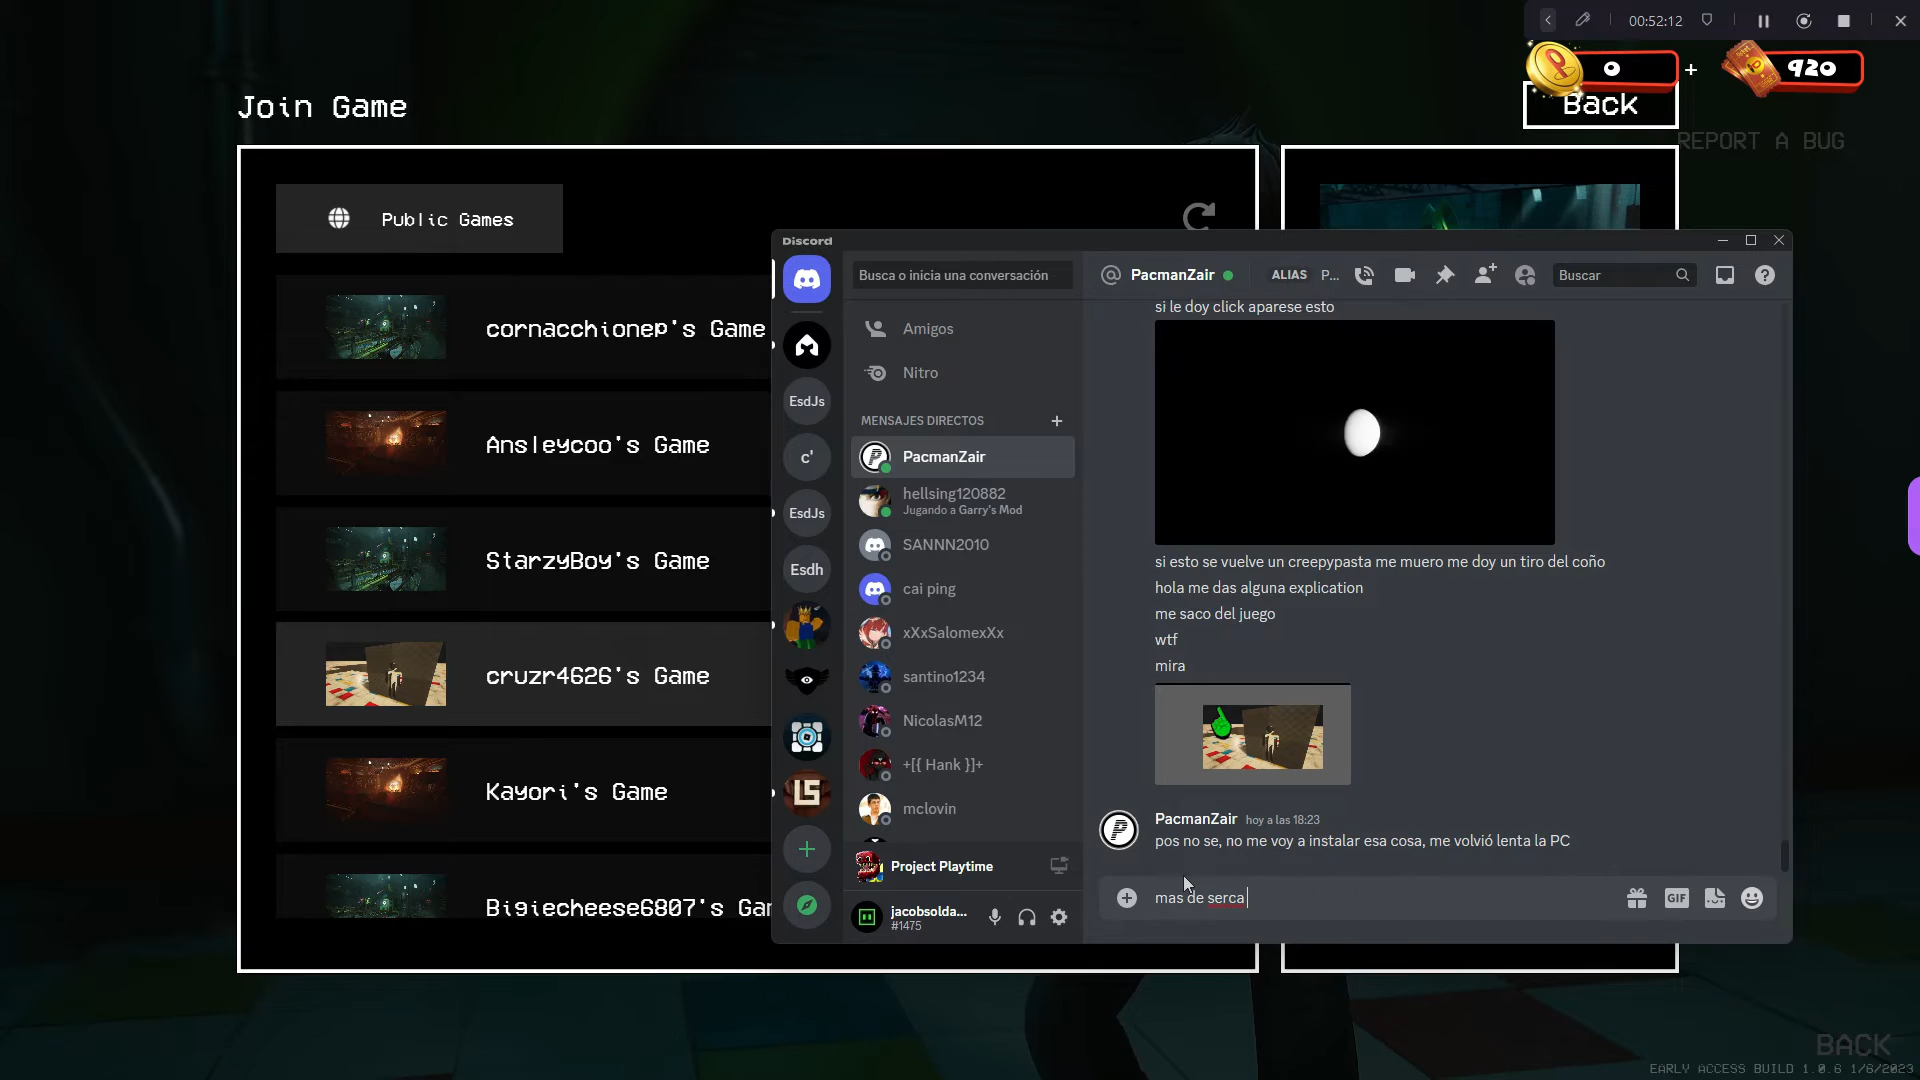 00:52:12
0
+
920
Join Game
Back
REPORT A BUG
Public Games
cornacchionep's Game
Ansleycoo's Game
StarzyBoy's Game
cruzr4626's Game
Kayori's Game
Bigiecheese6807's Gam
Discord
Busca o inicia una conversación
PacmanZair
ALIAS
P...
Buscar
EsdJs
c'
EsdJs
Esdh
LS
Amigos
Nitro
MENSAJES DIRECTOS
PacmanZair
hellsing120882
Jugando a Garry's Mod
SANNN2010
cai ping
xXxSalomexXx
santino1234
NicolasM12
+[{ Hank }]+
mclovin
Project Playtime
jacobsolda...
#1475
si le doy click aparese esto
si esto se vuelve un creepypasta me muero me doy un tiro del coño
hola me das alguna explication
me saco del juego
wtf
mira
PacmanZair hoy a las 18:23
pos no se, no me voy a instalar esa cosa, me volvió lenta la PC
mas de serca
GIF
BACK
EARLY ACCESS BUILD 1.0.6 1/6/2023